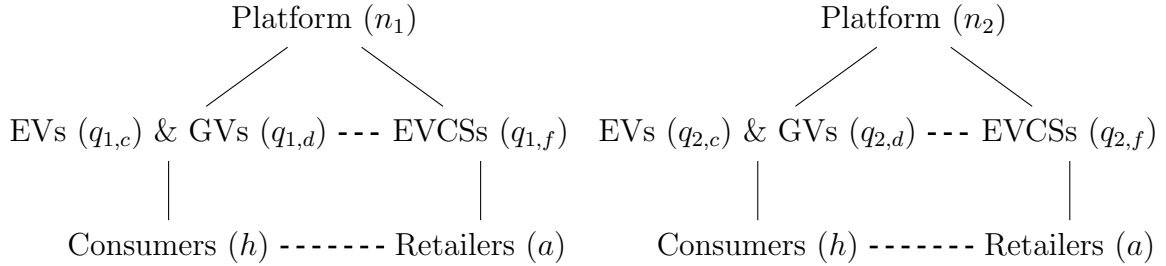 Platform (n₁) Platform (n₂)
EVs (q₁,c) & GVs (q₁,d) --- EVCSs (q₁,f) EVs (q₂,c) & GVs (q₂,d) --- EVCSs (q₂,f)
Consumers (h) ------- Retailers (a) Consumers (h) ------- Retailers (a)